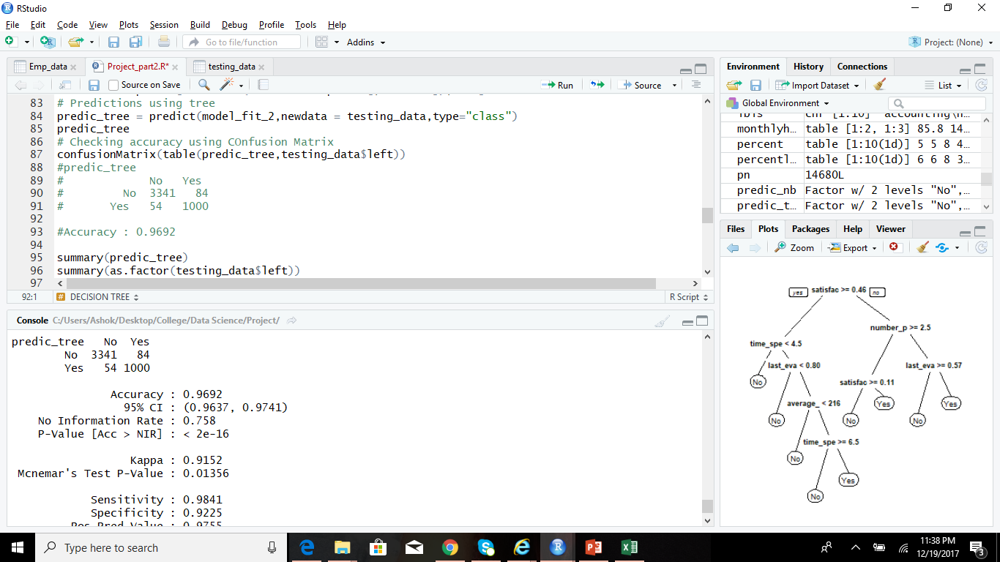 RStudio
File Edit Code View Plots Session Build Debug Profile Tools Help
Go to file/function Addins Project: (None)
Emp_data Project_part2.R* testing_data
Source on Save Run Source
83 # Predictions using tree
84 predic_tree = predict(model_fit_2,newdata = testing_data,type="class")
85 predic_tree
86 # Checking accuracy using COnfusion Matrix
87 confusionMatrix(table(predic_tree,testing_data$left))
88 #predic_tree
89 # No Yes
90 # No 3341 84
91 # Yes 54 1000
92
93 #Accuracy : 0.9692
94
95 summary(predic_tree)
96 summary(as.factor(testing_data$left))
97
92:1 # DECISION TREE R Script
Console C:/Users/Ashok/Desktop/College/Data Science/Project/
predic_tree No Yes
No 3341 84
Yes 54 1000
Accuracy : 0.9692
95% CI : (0.9637, 0.9741)
No Information Rate : 0.758
P-Value [Acc > NIR] : < 2e-16
Kappa : 0.9152
Mcnemar's Test P-Value : 0.01356
Sensitivity : 0.9841
Specificity : 0.9225
Pos Pred Value : 0.9755
Environment History Connections
Import Dataset List
Global Environment
monthlyh… table [1:2, 1:3] 85.8 14…
percent table [1:10(1d)] 5 5 8 4…
percentl… table [1:10(1d)] 6 6 8 3…
pn 14680L
predic_nb Factor w/ 2 levels "No",…
predic_t… Factor w/ 2 levels "No",…
Files Plots Packages Help Viewer
Zoom Export
yes satisfac >= 0.46 no
number_p >= 2.5
time_spe < 4.5
last_eva < 0.80 last_eva >= 0.57
No satisfac >= 0.11
average_ < 216 Yes Yes
No No No
time_spe >= 6.5
No
Yes
No
Type here to search
11:38 PM
12/19/2017
3